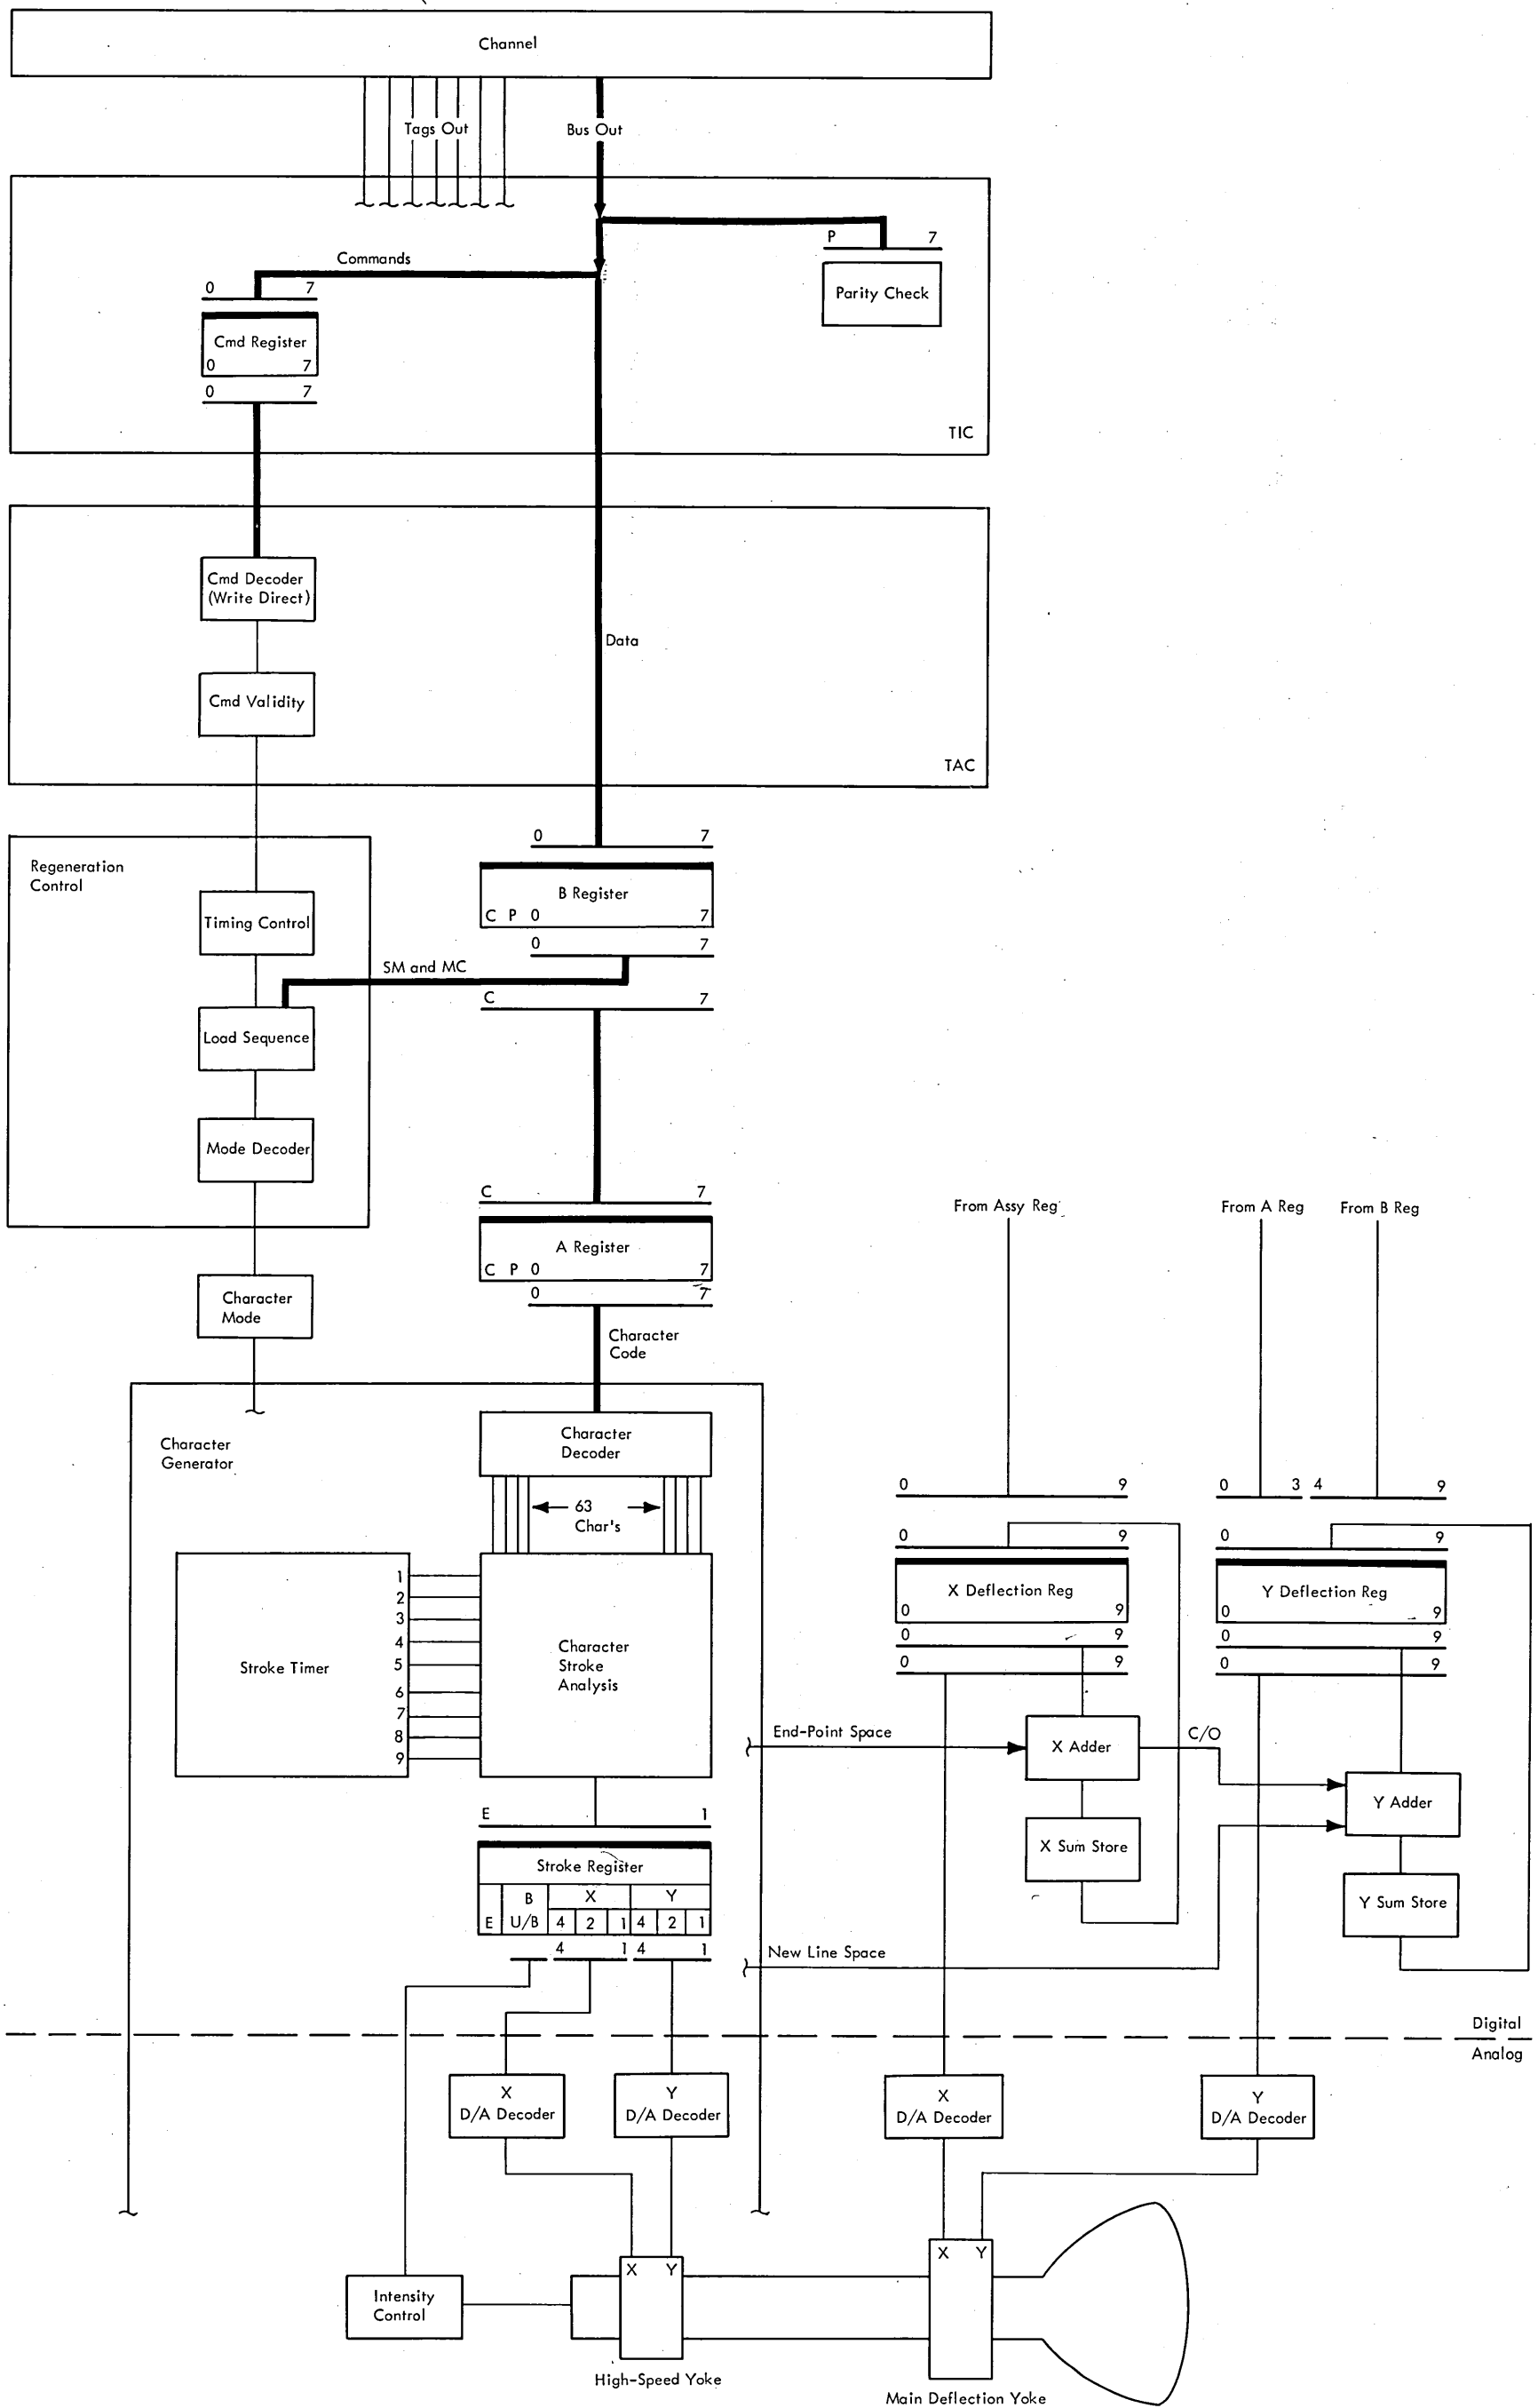 Channel
Tags Out
Bus Out
P 7
Parity Check
Commands
0 7
Cmd Register
0 7
0 7
TIC
Cmd Decoder
(Write Direct)
Data
Cmd Validity
TAC
Regeneration
Control
0 7
B Register
C P 0 7
0 7
Timing Control
SM and MC
C 7
Load Sequence
Mode Decoder
C 7
A Register
C P 0 7
0 7
Character
Mode
Character
Code
From Assy Reg
From A Reg
From B Reg
Character
Generator
Character
Decoder
63
Char's
0 9
0 3 4 9
0 9
0 9
X Deflection Reg
0 9
0 9
0 9
Y Deflection Reg
0 9
0 9
0 9
Stroke Timer
1
2
3
4
5
6
7
8
9
Character
Stroke
Analysis
End-Point Space
X Adder
C/O
Y Adder
X Sum Store
Y Sum Store
E 1
Stroke Register
B X Y
E U/B 4 2 1 4 2 1
4 1 4 1
New Line Space
Digital
Analog
X
D/A Decoder
Y
D/A Decoder
X
D/A Decoder
Y
D/A Decoder
X Y
X Y
Intensity
Control
High-Speed Yoke
Main Deflection Yoke